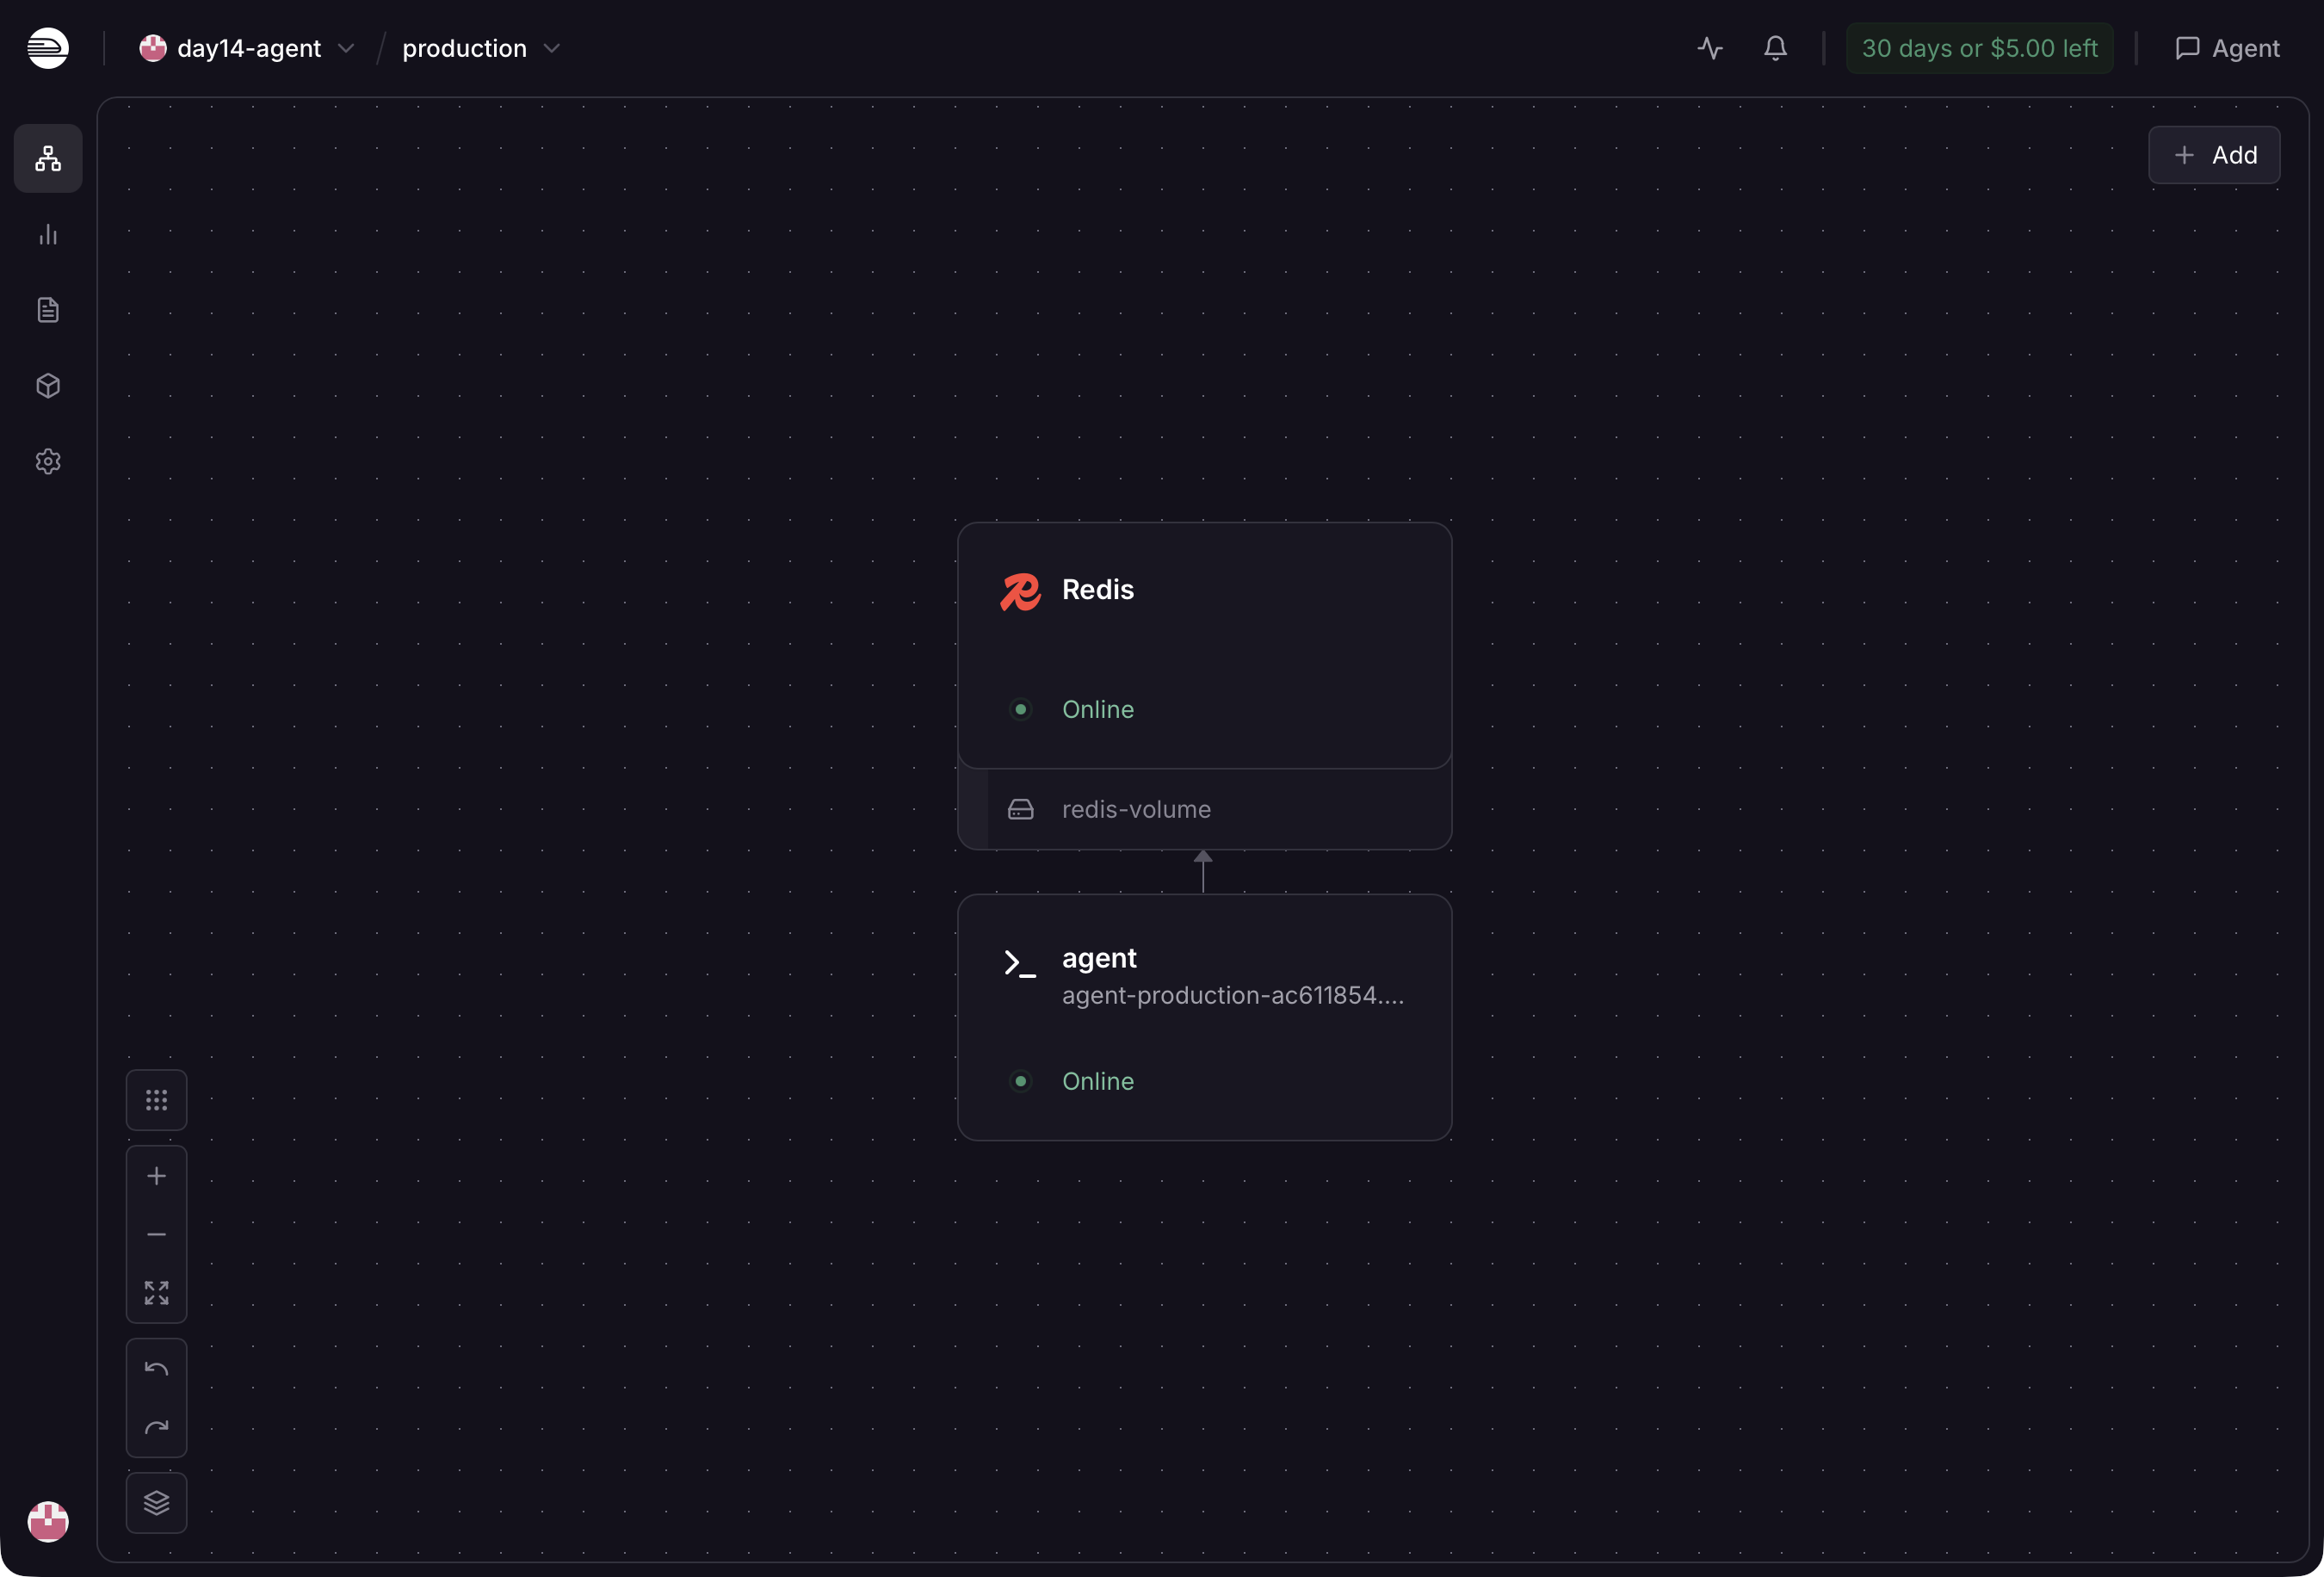 day14-agent
production
30 days or $5.00 left
Agent
Add
Redis
Online
redis-volume
agent
agent-production-ac611854....
Online